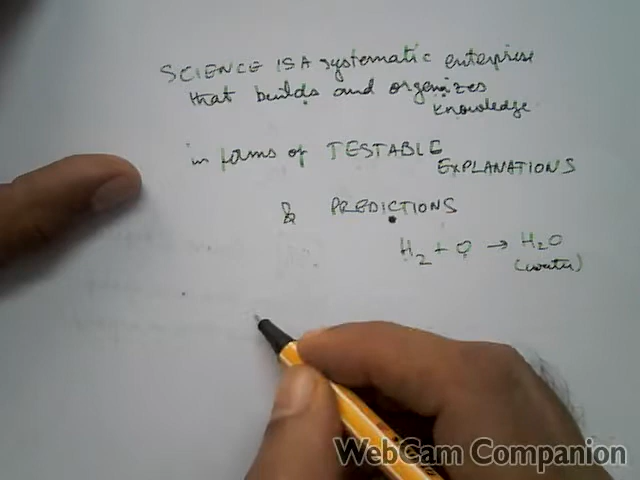 SCIENCE IS A systematic enterprise
that builds and organizes
knowledge
in forms of TESTABLE
EXPLANATIONS
& PREDICTIONS
H2 + O → H2O
(water)
WebCam Companion